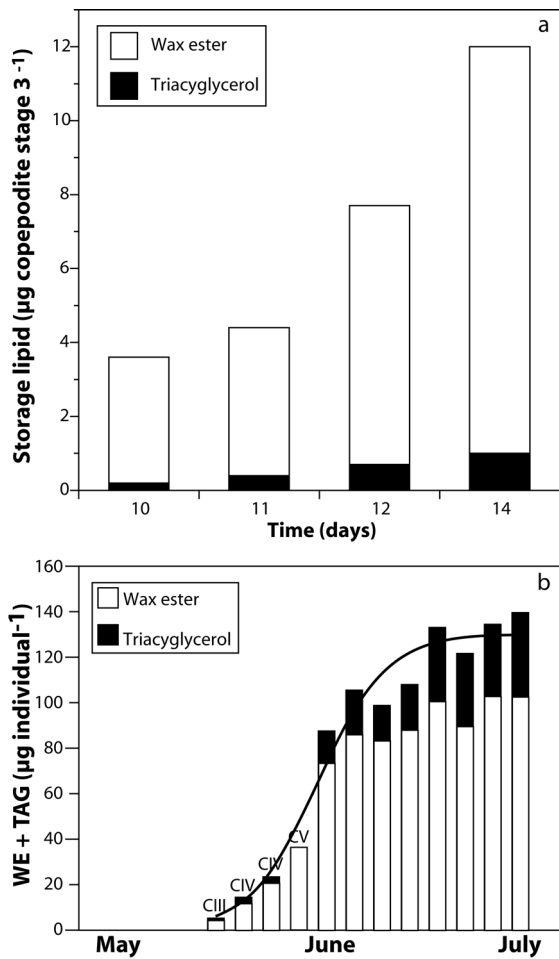 a
Wax ester
Triacyglycerol
Storage lipid (µg copepodite stage 3 -1)
12
10
8
6
4
2
0
10 11 12 14
Time (days)
b
Wax ester
Triacyglycerol
WE + TAG (µg individual-1)
160
140
120
100
80
60
40
20
0
CV
CIV
CIV
CIII
May June July